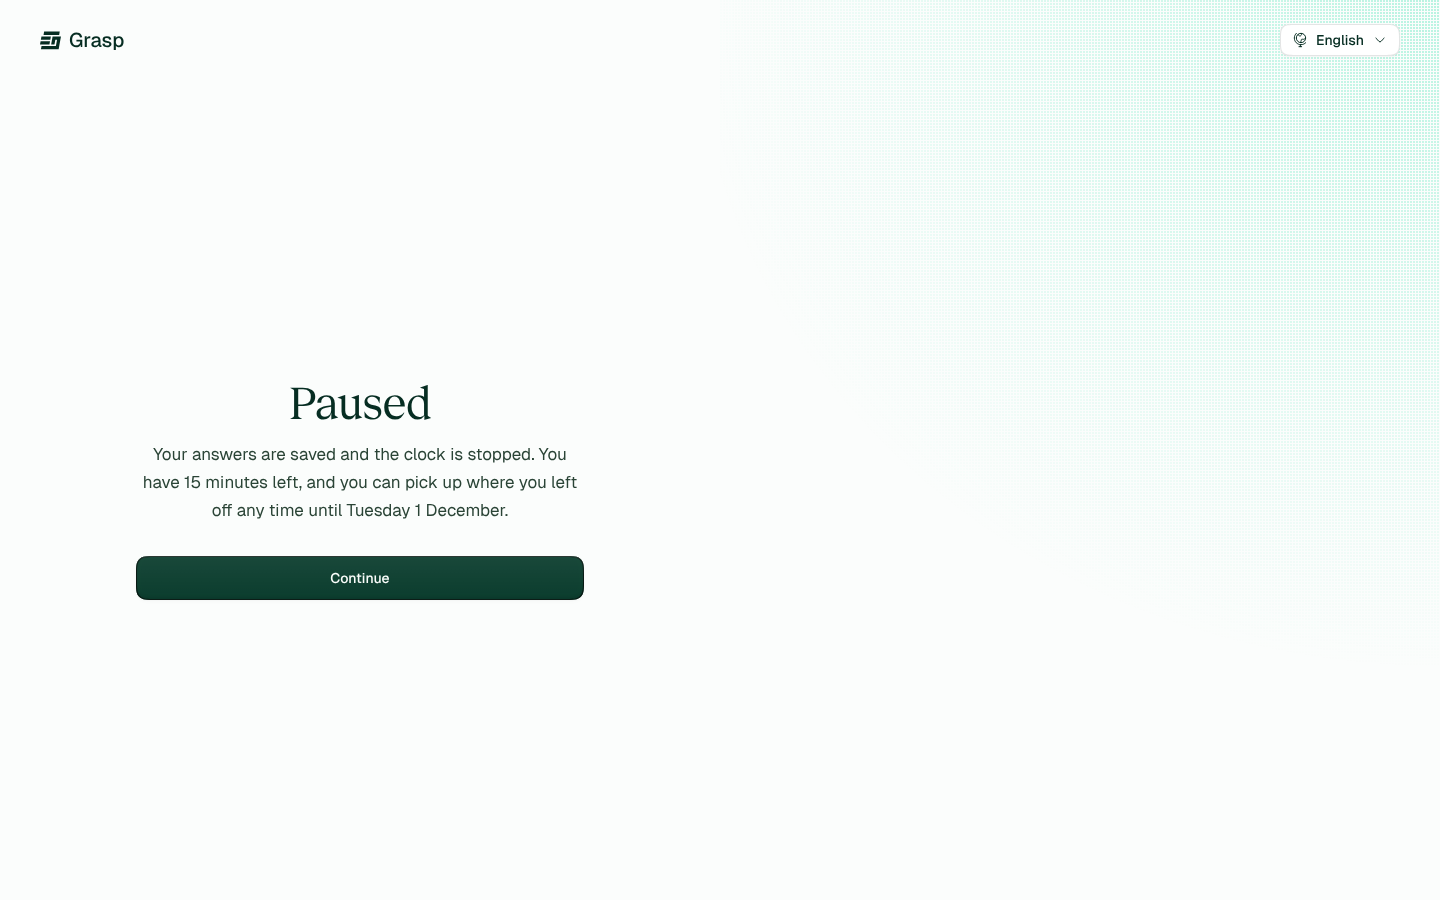 Grasp
English
Paused
Your answers are saved and the clock is stopped. You
have 15 minutes left, and you can pick up where you left
off any time until Tuesday 1 December.
Continue